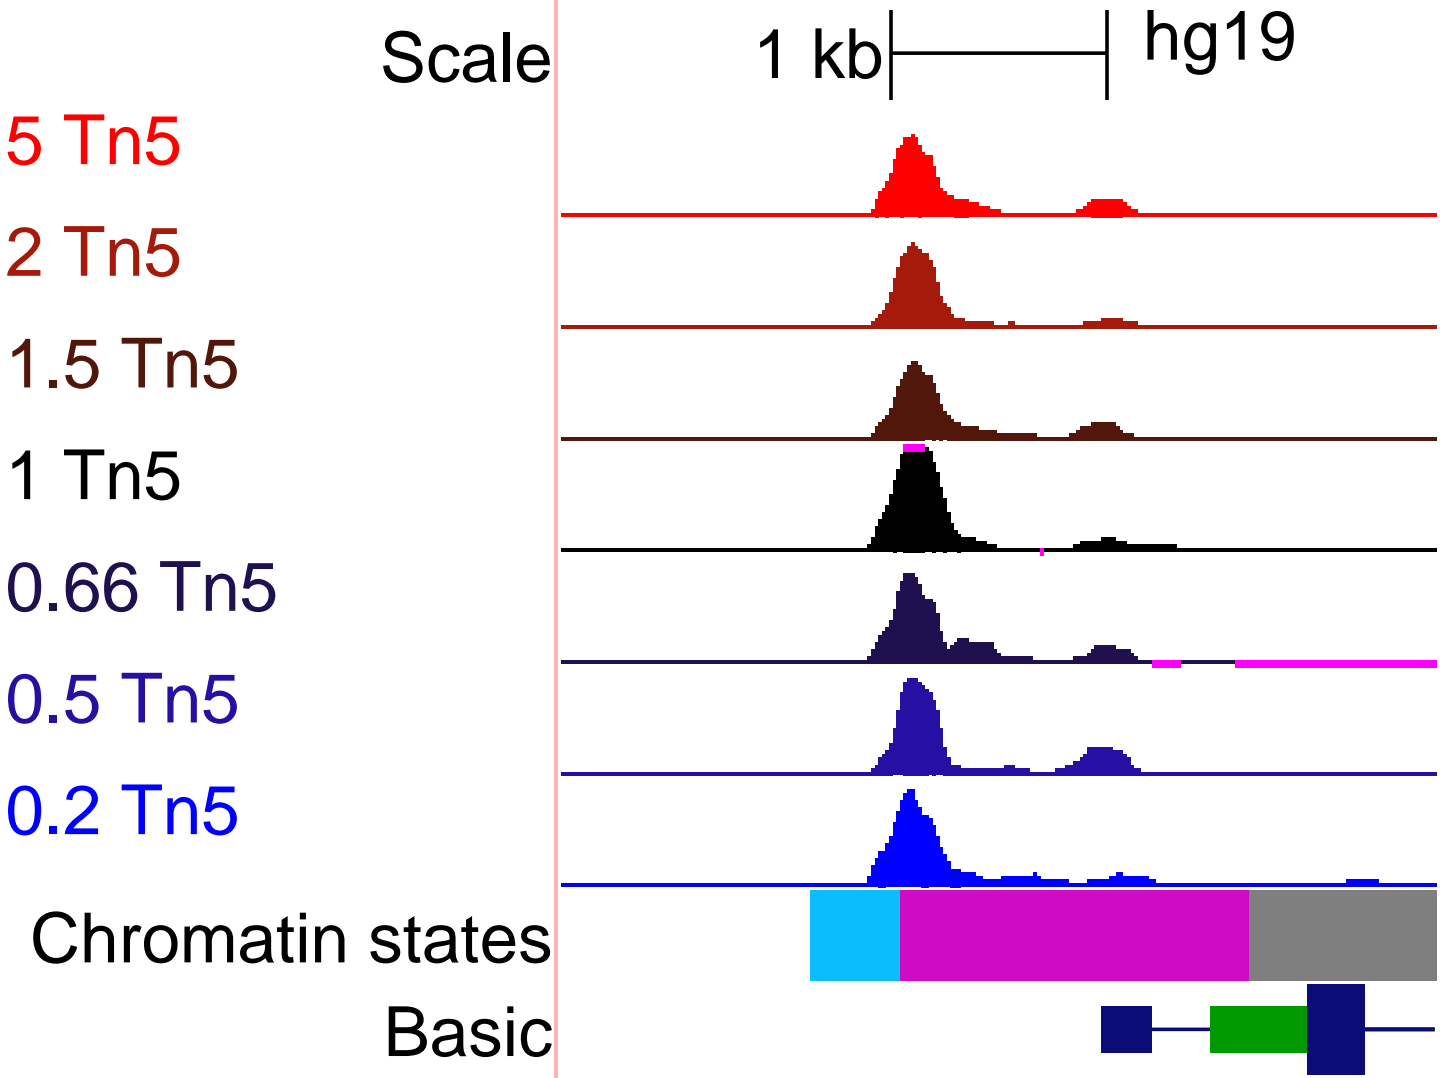 Scale 1 kb hg19
5 Tn5
2 Tn5
1.5 Tn5
1 Tn5
0.66 Tn5
0.5 Tn5
0.2 Tn5
Chromatin states
Basic